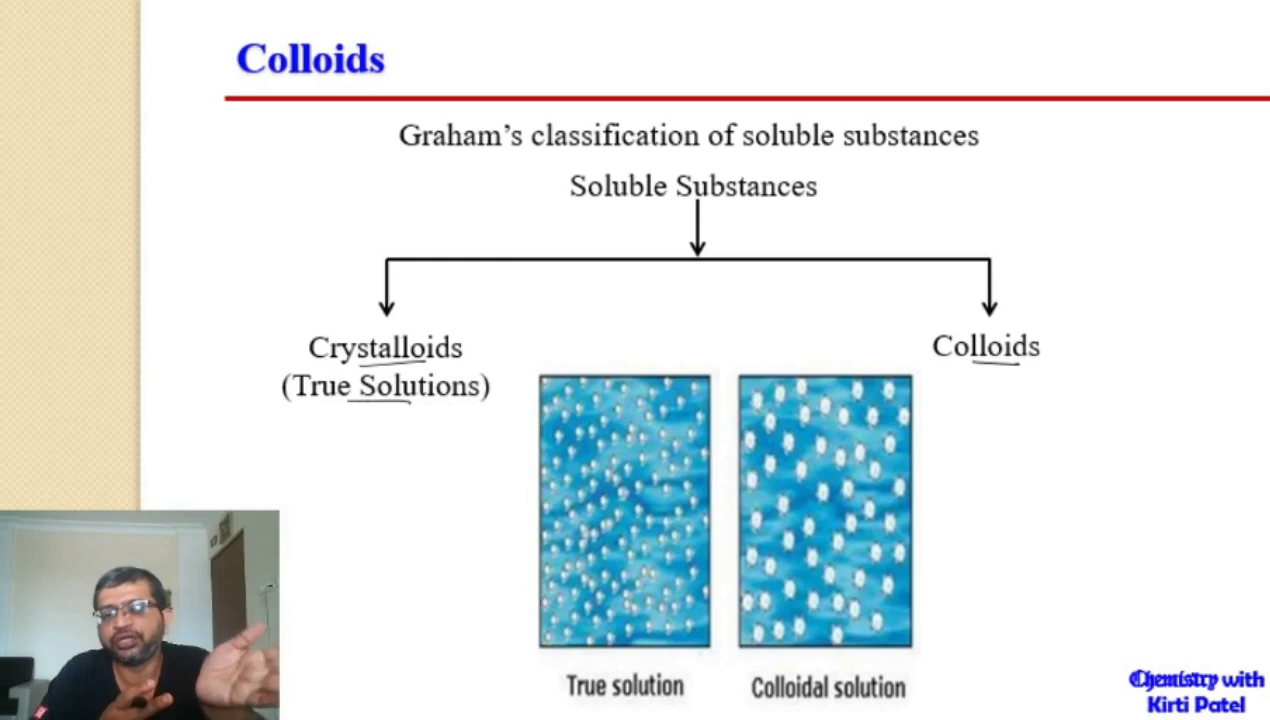 Colloids
Graham’s classification of soluble substances
Soluble Substances
Crystalloids
(True Solutions)
Colloids
True solution
Colloidal solution
Chemistry with
Kirti Patel